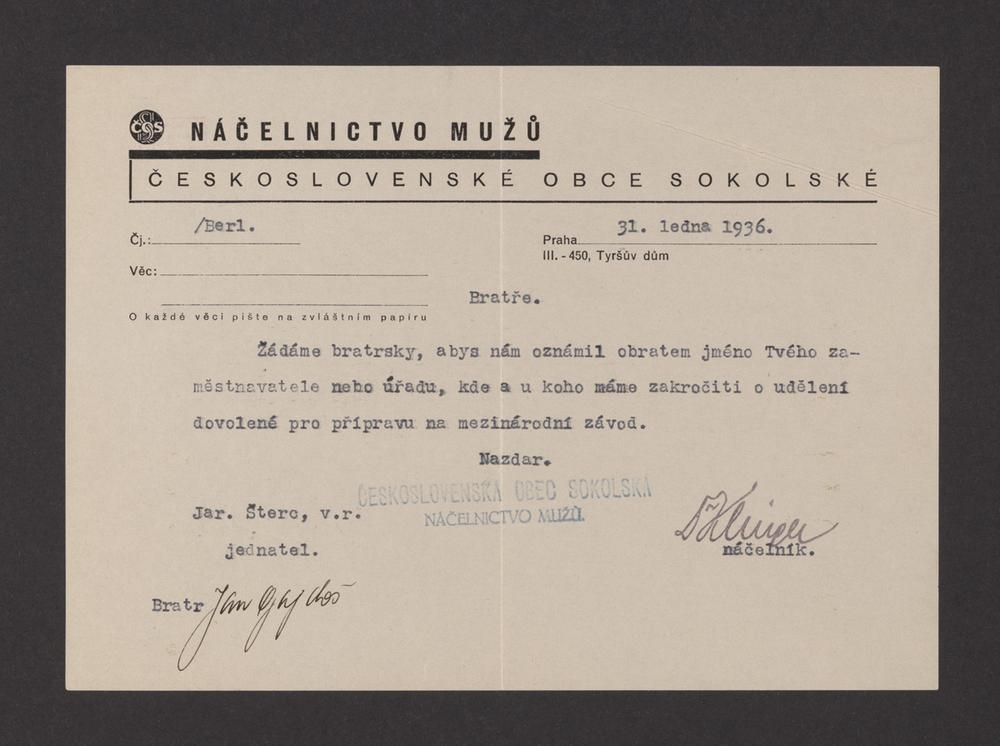 ČOS NÁČELNICTVO MUŽŮ
ČESKOSLOVENSKÉ OBCE SOKOLSKÉ
Čj.: /Berl.
Praha 31. ledna 1936.
III. - 450, Tyršův dům
Věc:
Bratře.
O každé věci pište na zvláštním papíru
Žádáme bratrsky, abys nám oznámil obratem jméno Tvého za-
městnavatele nebo úřadu, kde a u koho máme zakročiti o udělení
dovolené pro přípravu na mezinárodní závod.
Nazdar.
ČESKOSLOVENSKÁ OBEC SOKOLSKÁ
NÁČELNICTVO MUŽŮ.
Jar. Šterc, v.r.
jednatel.
náčelník.
Bratr Jan Gajdoš